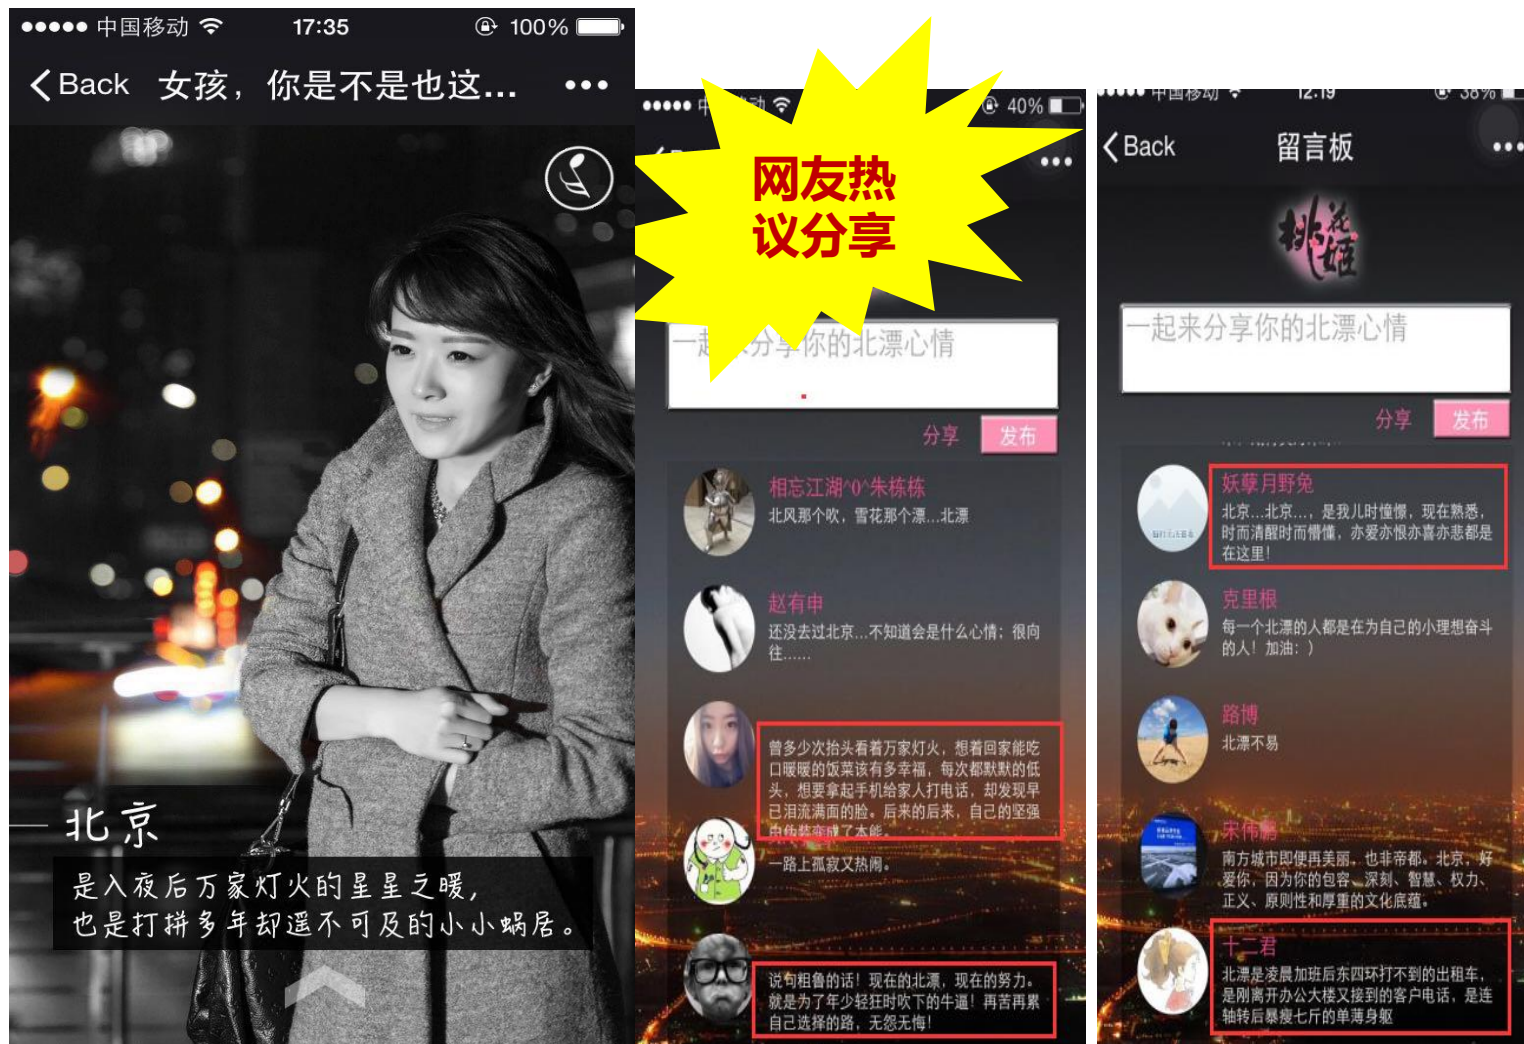 中国移动
17:35
100%
Back
女孩，你是不是也这...
北京
是入夜后万家灯火的星星之暖，
也是打拼多年却遥不可及的小小蜗居。
网友热
议分享
40%
一起来分享你的北漂心情
分享
发布
相忘江湖^0^朱栋栋
北风那个吹，雪花那个漂...北漂
赵有申
还没去过北京...不知道会是什么心情；很向
往......
曾多少次抬头看着万家灯火，想着回家能吃
口暖暖的饭菜该有多幸福，每次都默默的低
头，想要拿起手机给家人打电话，却发现早
已泪流满面的脸。后来的后来，自己的坚强
由伪装变成了本能。
一路上孤寂又热闹。
说句粗鲁的话！现在的北漂，现在的努力。
就是为了年少轻狂时吹下的牛逼！再苦再累
自己选择的路，无怨无悔！
中国移动
12:19
38%
Back
留言板
桃花姬
一起来分享你的北漂心情
分享
发布
妖孽月野兔
北京...北京...，是我儿时憧憬，现在熟悉，
时而清醒时而懵懂，亦爱亦恨亦喜亦悲都是
在这里！
克里根
每一个北漂的人都是在为自己的小理想奋斗
的人！加油：)
路博
北漂不易
宋伟鹏
南方城市即便再美丽，也非帝都。北京，好
爱你，因为你的包容、深刻、智慧、权力、
正义、原则性和厚重的文化底蕴。
十二君
北漂是凌晨加班后东四环打不到的出租车，
是刚离开办公大楼又接到的客户电话，是连
轴转后暴瘦七斤的单薄身躯